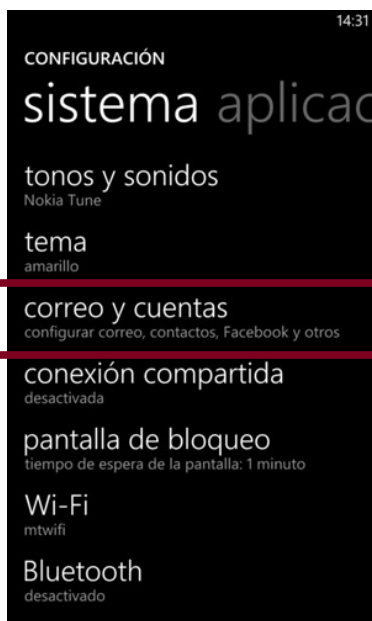 14:31
CONFIGURACIÓN
sistema aplicac
tonos y sonidos
Nokia Tune
tema
amarillo
correo y cuentas
configurar correo, contactos, Facebook y otros
conexión compartida
desactivada
pantalla de bloqueo
tiempo de espera de la pantalla: 1 minuto
Wi-Fi
mtwifi
Bluetooth
desactivado